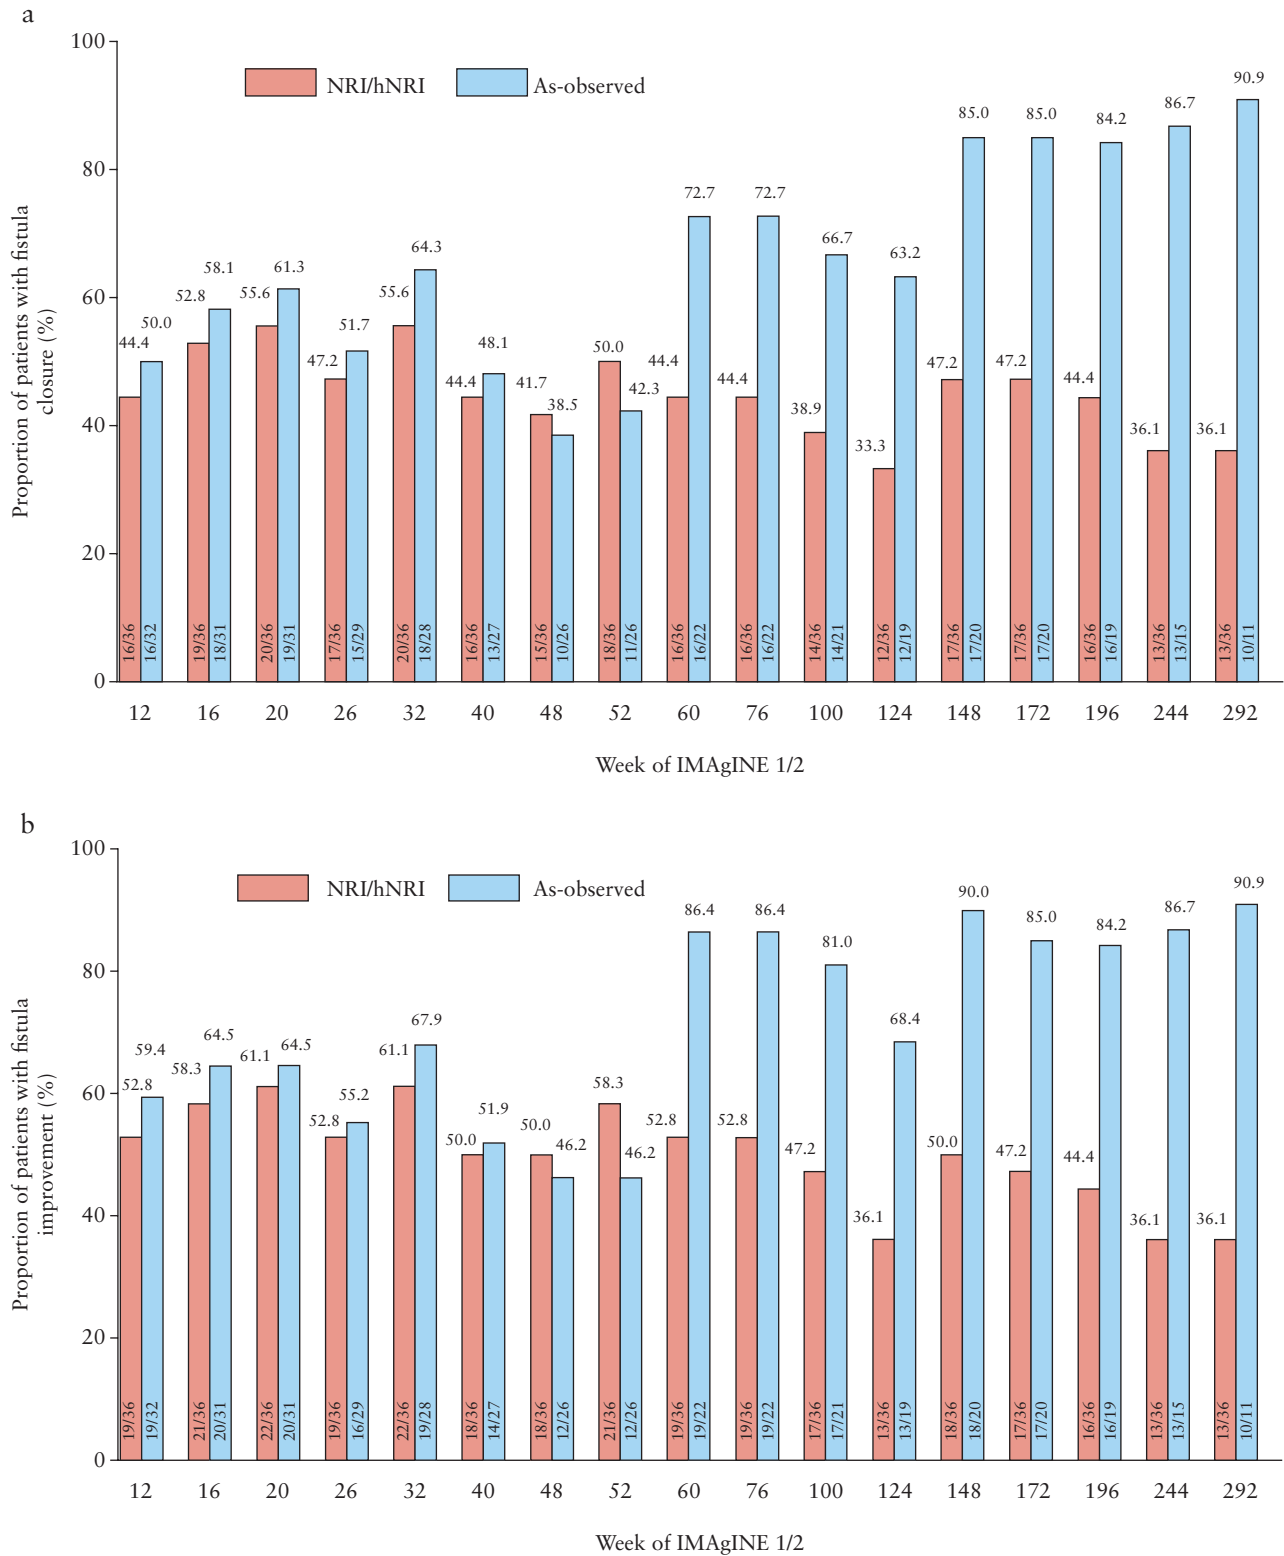 a
100
80
60
40
20
0
Proportion of patients with fistula
closure (%)
NRI/hNRI
As-observed
44.4 50.0 52.8 58.1 55.6 61.3 47.2 51.7 55.6 64.3 44.4 48.1 41.7 38.5 50.0 42.3 44.4 72.7 44.4 72.7 38.9 66.7 33.3 63.2 47.2 85.0 47.2 85.0 44.4 84.2 36.1 86.7 36.1 90.9
16/36 16/32 19/36 18/31 20/36 19/31 17/36 15/29 20/36 18/28 16/36 13/27 15/36 10/26 18/36 11/26 16/36 16/22 16/36 16/22 14/36 14/21 12/36 12/19 17/36 17/20 17/36 17/20 16/36 16/19 13/36 13/15 13/36 10/11
12 16 20 26 32 40 48 52 60 76 100 124 148 172 196 244 292
Week of IMAgINE 1/2
b
100
80
60
40
20
0
Proportion of patients with fistula
improvement (%)
NRI/hNRI
As-observed
52.8 59.4 58.3 64.5 61.1 64.5 52.8 55.2 61.1 67.9 50.0 51.9 50.0 46.2 58.3 46.2 52.8 86.4 52.8 86.4 47.2 81.0 36.1 68.4 50.0 90.0 47.2 85.0 44.4 84.2 36.1 86.7 36.1 90.9
19/36 19/32 21/36 20/31 22/36 20/31 19/36 16/29 22/36 19/28 18/36 14/27 18/36 12/26 21/36 12/26 19/36 19/22 19/36 19/22 17/36 17/21 13/36 13/19 18/36 18/20 17/36 17/20 16/36 16/19 13/36 13/15 13/36 10/11
12 16 20 26 32 40 48 52 60 76 100 124 148 172 196 244 292
Week of IMAgINE 1/2